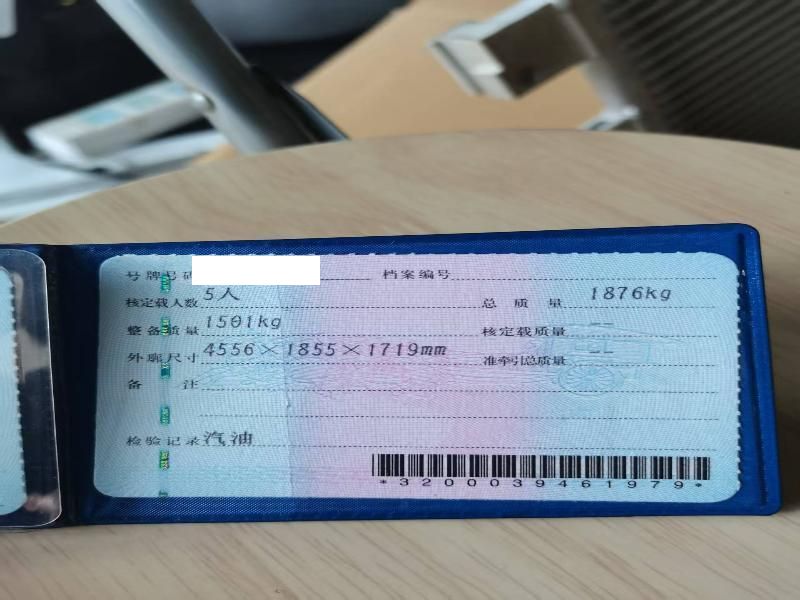 号牌号码 档案编号
核定载人数 5人 总质量 1876kg
整备质量 1501kg 核定载质量 --
外廓尺寸 4556×1855×1719mm 准牵引总质量 --
备注
检验记录 汽油
*3200039461979*